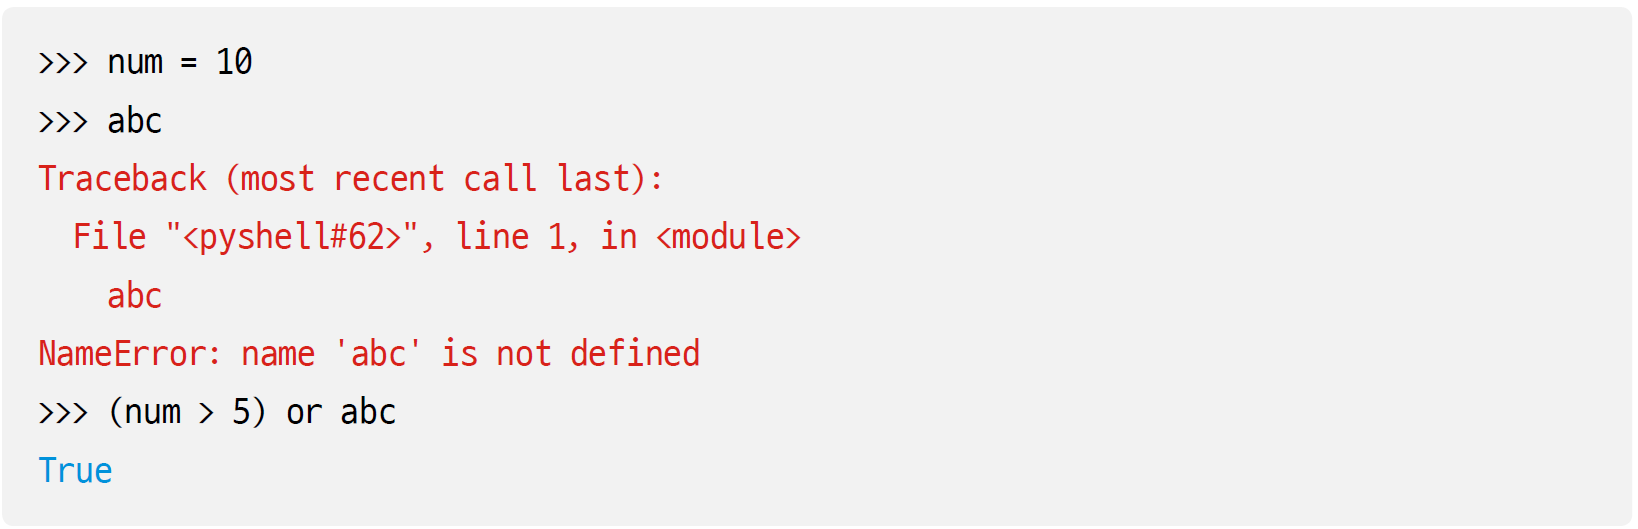 >>> num = 10
>>> abc
Traceback (most recent call last):
  File "<pyshell#62>", line 1, in <module>
    abc
NameError: name 'abc' is not defined
>>> (num > 5) or abc
True